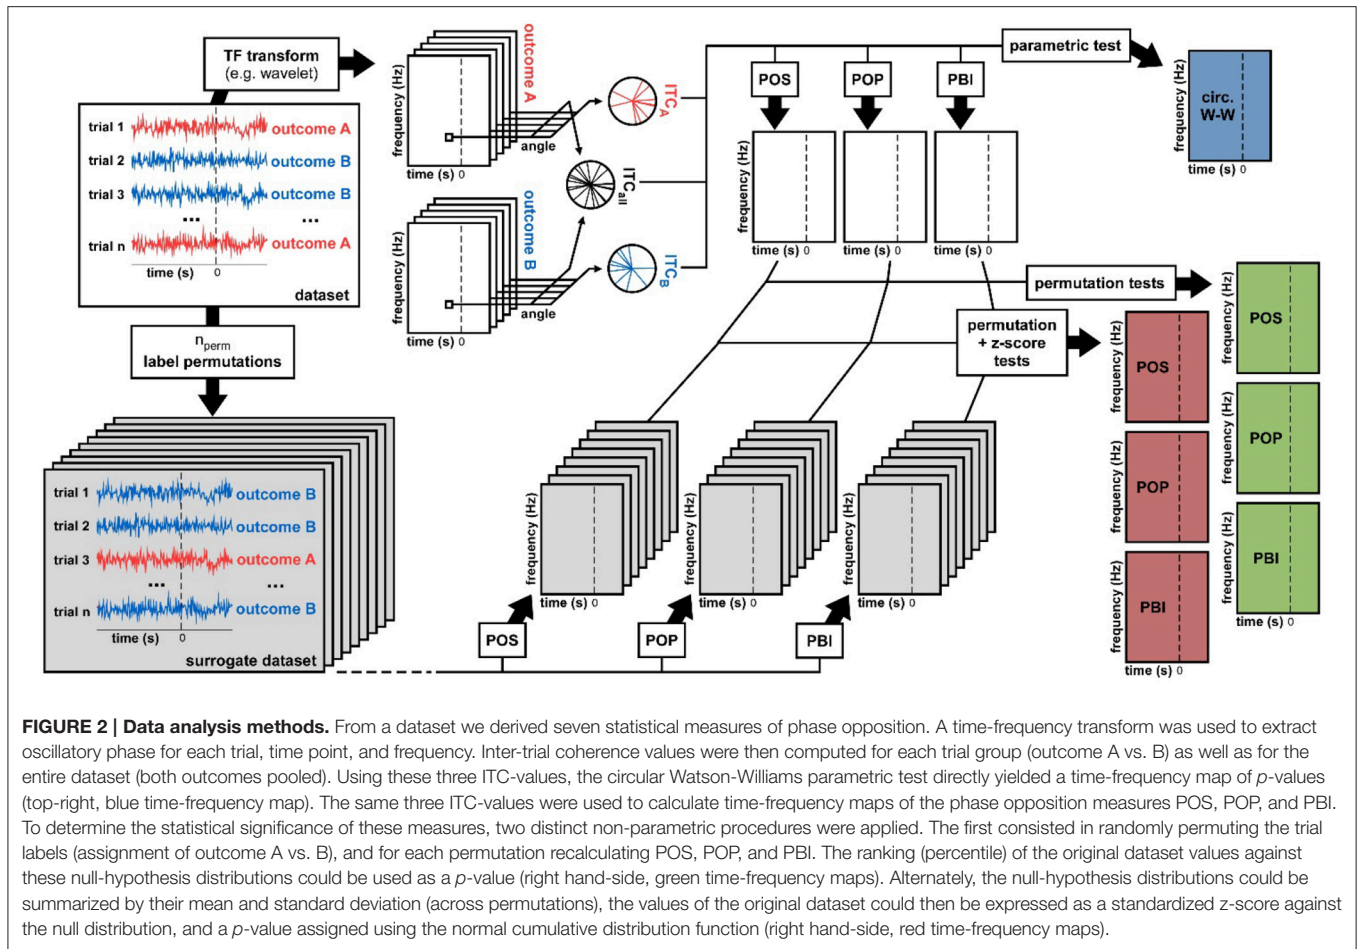 TF transform
(e.g. wavelet)
trial 1
outcome A
trial 2
outcome B
trial 3
outcome B
...
...
trial n
outcome A
time (s)
0
dataset
n_perm
label permutations
trial 1
outcome B
trial 2
outcome B
trial 3
outcome A
...
...
trial n
outcome B
time (s)
0
surrogate dataset
frequency (Hz)
outcome A
time (s) 0
angle
ITC_A
ITC_all
frequency (Hz)
outcome B
time (s) 0
angle
ITC_B
POS
POP
PBI
frequency (Hz)
time (s) 0
time (s) 0
time (s) 0
parametric test
frequency (Hz)
circ.
W-W
time (s) 0
permutation tests
permutation
+ z-score
tests
frequency (Hz)
POS
frequency (Hz)
POP
frequency (Hz)
PBI
time (s) 0
frequency (Hz)
POS
frequency (Hz)
POP
frequency (Hz)
PBI
time (s) 0
frequency (Hz)
time (s) 0
frequency (Hz)
time (s) 0
frequency (Hz)
time (s) 0
POS
POP
PBI
FIGURE 2 | Data analysis methods. From a dataset we derived seven statistical measures of phase opposition. A time-frequency transform was used to extract
oscillatory phase for each trial, time point, and frequency. Inter-trial coherence values were then computed for each trial group (outcome A vs. B) as well as for the
entire dataset (both outcomes pooled). Using these three ITC-values, the circular Watson-Williams parametric test directly yielded a time-frequency map of p-values
(top-right, blue time-frequency map). The same three ITC-values were used to calculate time-frequency maps of the phase opposition measures POS, POP, and PBI.
To determine the statistical significance of these measures, two distinct non-parametric procedures were applied. The first consisted in randomly permuting the trial
labels (assignment of outcome A vs. B), and for each permutation recalculating POS, POP, and PBI. The ranking (percentile) of the original dataset values against
these null-hypothesis distributions could be used as a p-value (right hand-side, green time-frequency maps). Alternately, the null-hypothesis distributions could be
summarized by their mean and standard deviation (across permutations), the values of the original dataset could then be expressed as a standardized z-score against
the null distribution, and a p-value assigned using the normal cumulative distribution function (right hand-side, red time-frequency maps).